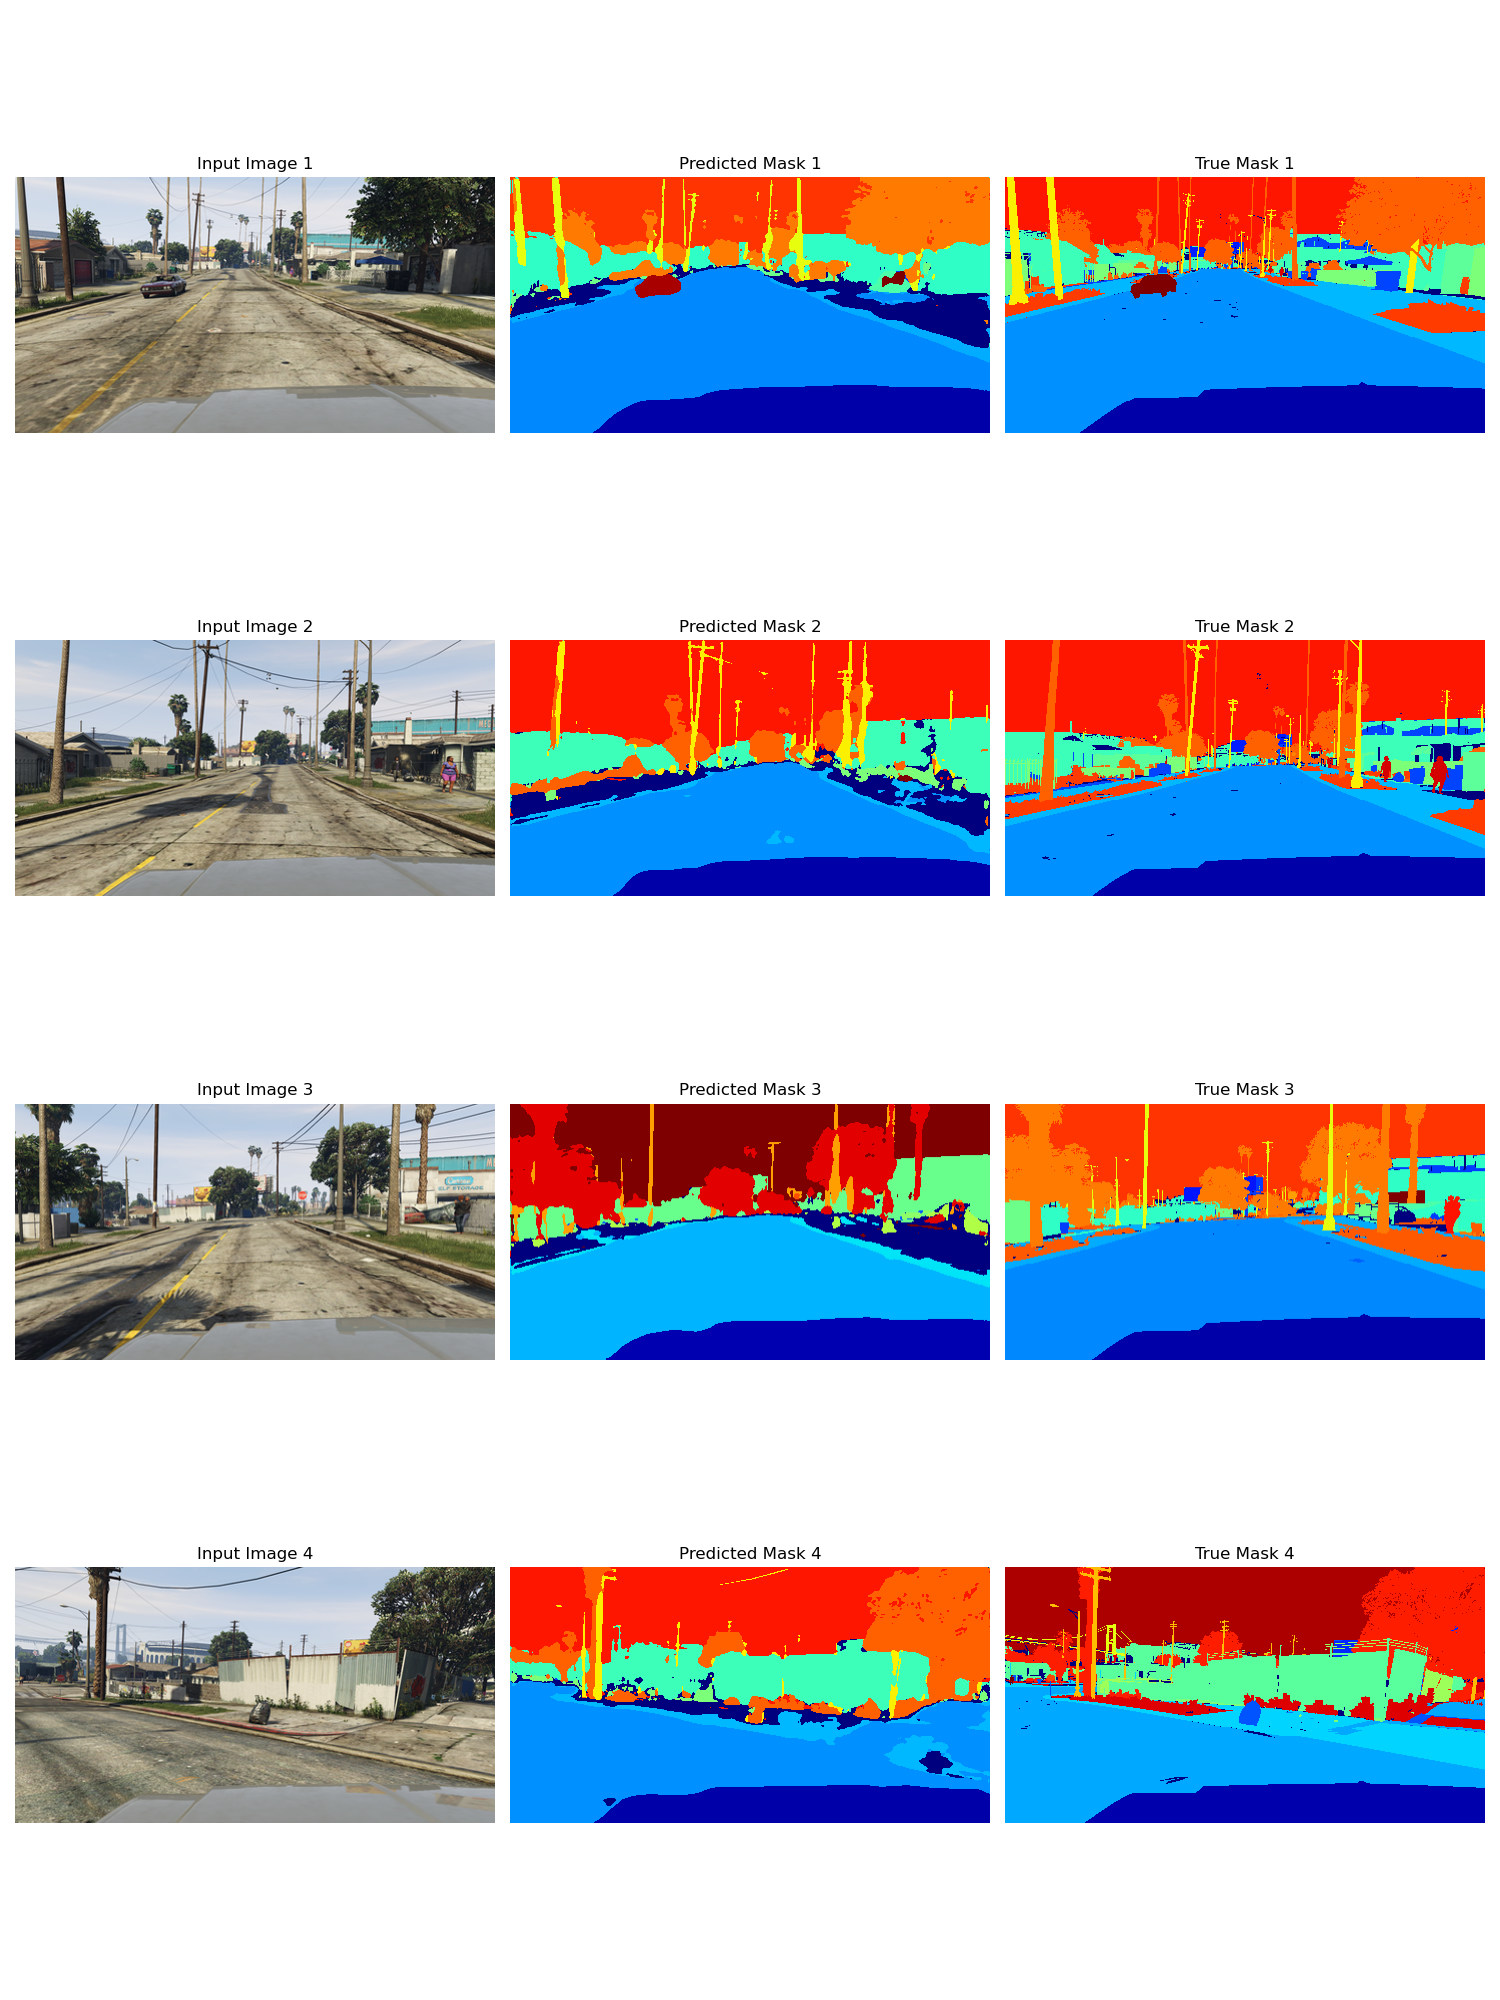 Input Image 1
Predicted Mask 1
True Mask 1
Input Image 2
Predicted Mask 2
True Mask 2
Input Image 3
Predicted Mask 3
True Mask 3
Input Image 4
Predicted Mask 4
True Mask 4